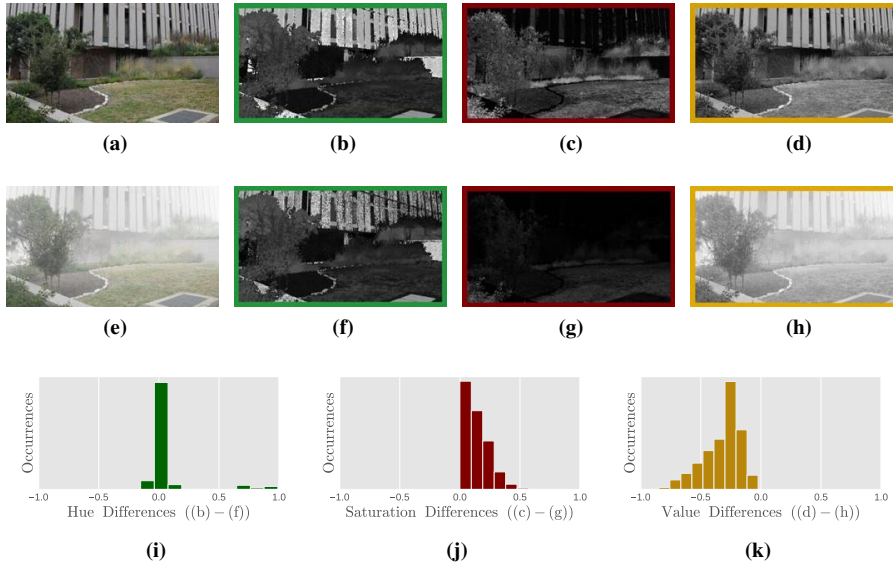 (a) (b) (c) (d)
(e) (f) (g) (h)
Occurrences Occurrences Occurrences
−1.0 −0.5 0.0 0.5 1.0 −1.0 −0.5 0.0 0.5 1.0 −1.0 −0.5 0.0 0.5 1.0
Hue Differences ((b) − (f)) Saturation Differences ((c) − (g)) Value Differences ((d) − (h))
(i) (j) (k)